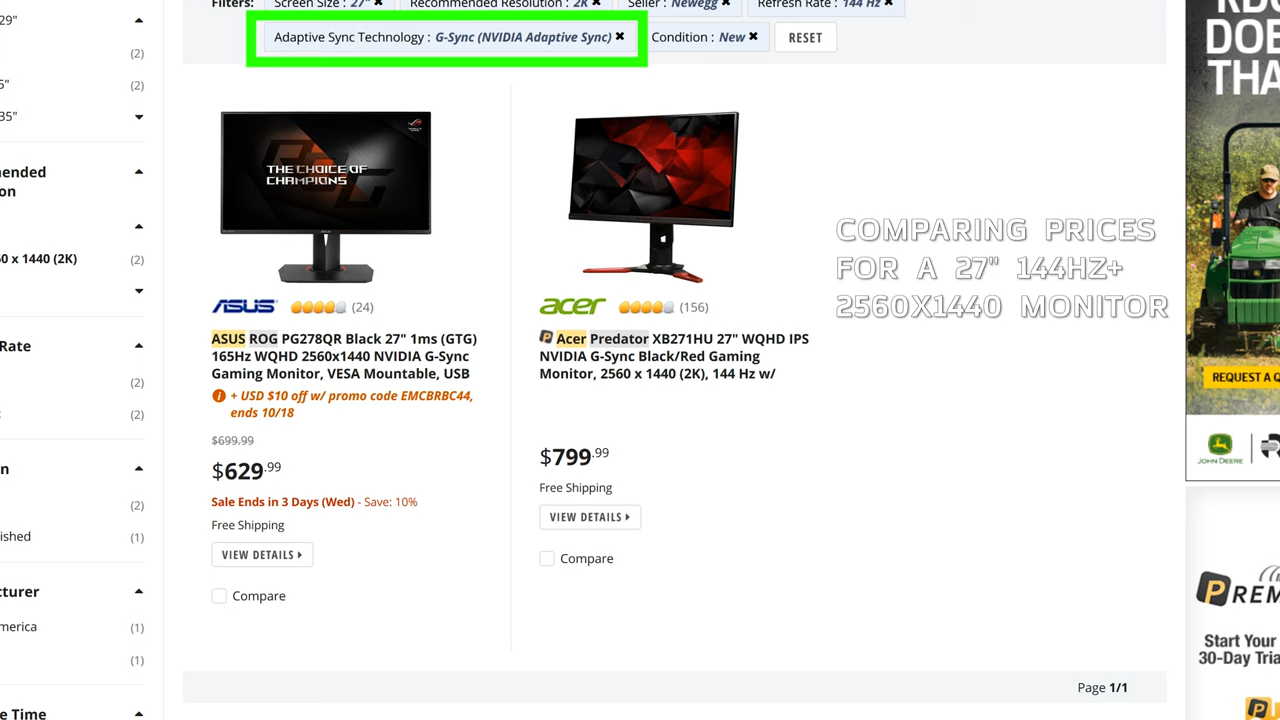 Filters: Screen Size : 27" ✖ Recommended Resolution : 2K ✖ Seller : Newegg ✖ Refresh Rate : 144 Hz ✖
Adaptive Sync Technology : G-Sync (NVIDIA Adaptive Sync) ✖ Condition : New ✖ RESET
29"
(2)
5" (2)
35"
ended
on
60 x 1440 (2K) (2)
Rate
(2)
(2)
n
(2)
ished (1)
cturer
merica (1)
(1)
e Time
THE CHOICE OF
CHAMPIONS
ASUS (24)
ASUS ROG PG278QR Black 27" 1ms (GTG)
165Hz WQHD 2560x1440 NVIDIA G-Sync
Gaming Monitor, VESA Mountable, USB
+ USD $10 off w/ promo code EMCBRBC44,
ends 10/18
$699.99
$629.99
Sale Ends in 3 Days (Wed) - Save: 10%
Free Shipping
VIEW DETAILS
Compare
acer (156)
Acer Predator XB271HU 27" WQHD IPS
NVIDIA G-Sync Black/Red Gaming
Monitor, 2560 x 1440 (2K), 144 Hz w/
$799.99
Free Shipping
VIEW DETAILS
Compare
COMPARING PRICES
FOR A 27" 144HZ+
2560X1440 MONITOR
Page 1/1
DOE
THA
REQUEST A Q
JOHN DEERE
PREM
Start Your
30-Day Tria